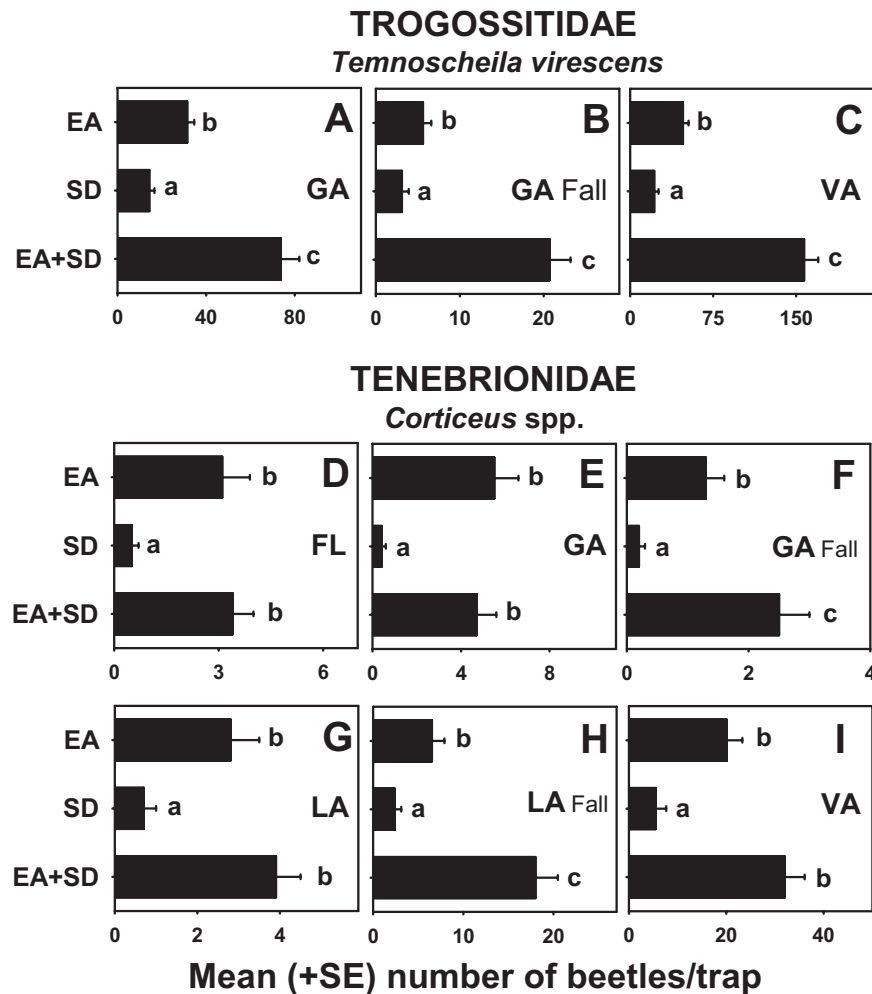 TROGOSSITIDAE
Temnoscheila virescens
EA b A b B b C
SD a GA a GA Fall a VA
EA+SD c c c
0 40 80 0 10 20 0 75 150
TENEBRIONIDAE
Corticeus spp.
EA b D b E b F
SD a FL a GA a GA Fall
EA+SD b b c
0 3 6 0 4 8 0 2 4
EA b G b H b I
SD a LA a LA Fall a VA
EA+SD b c b
0 2 4 0 10 20 0 20 40
Mean (+SE) number of beetles/trap